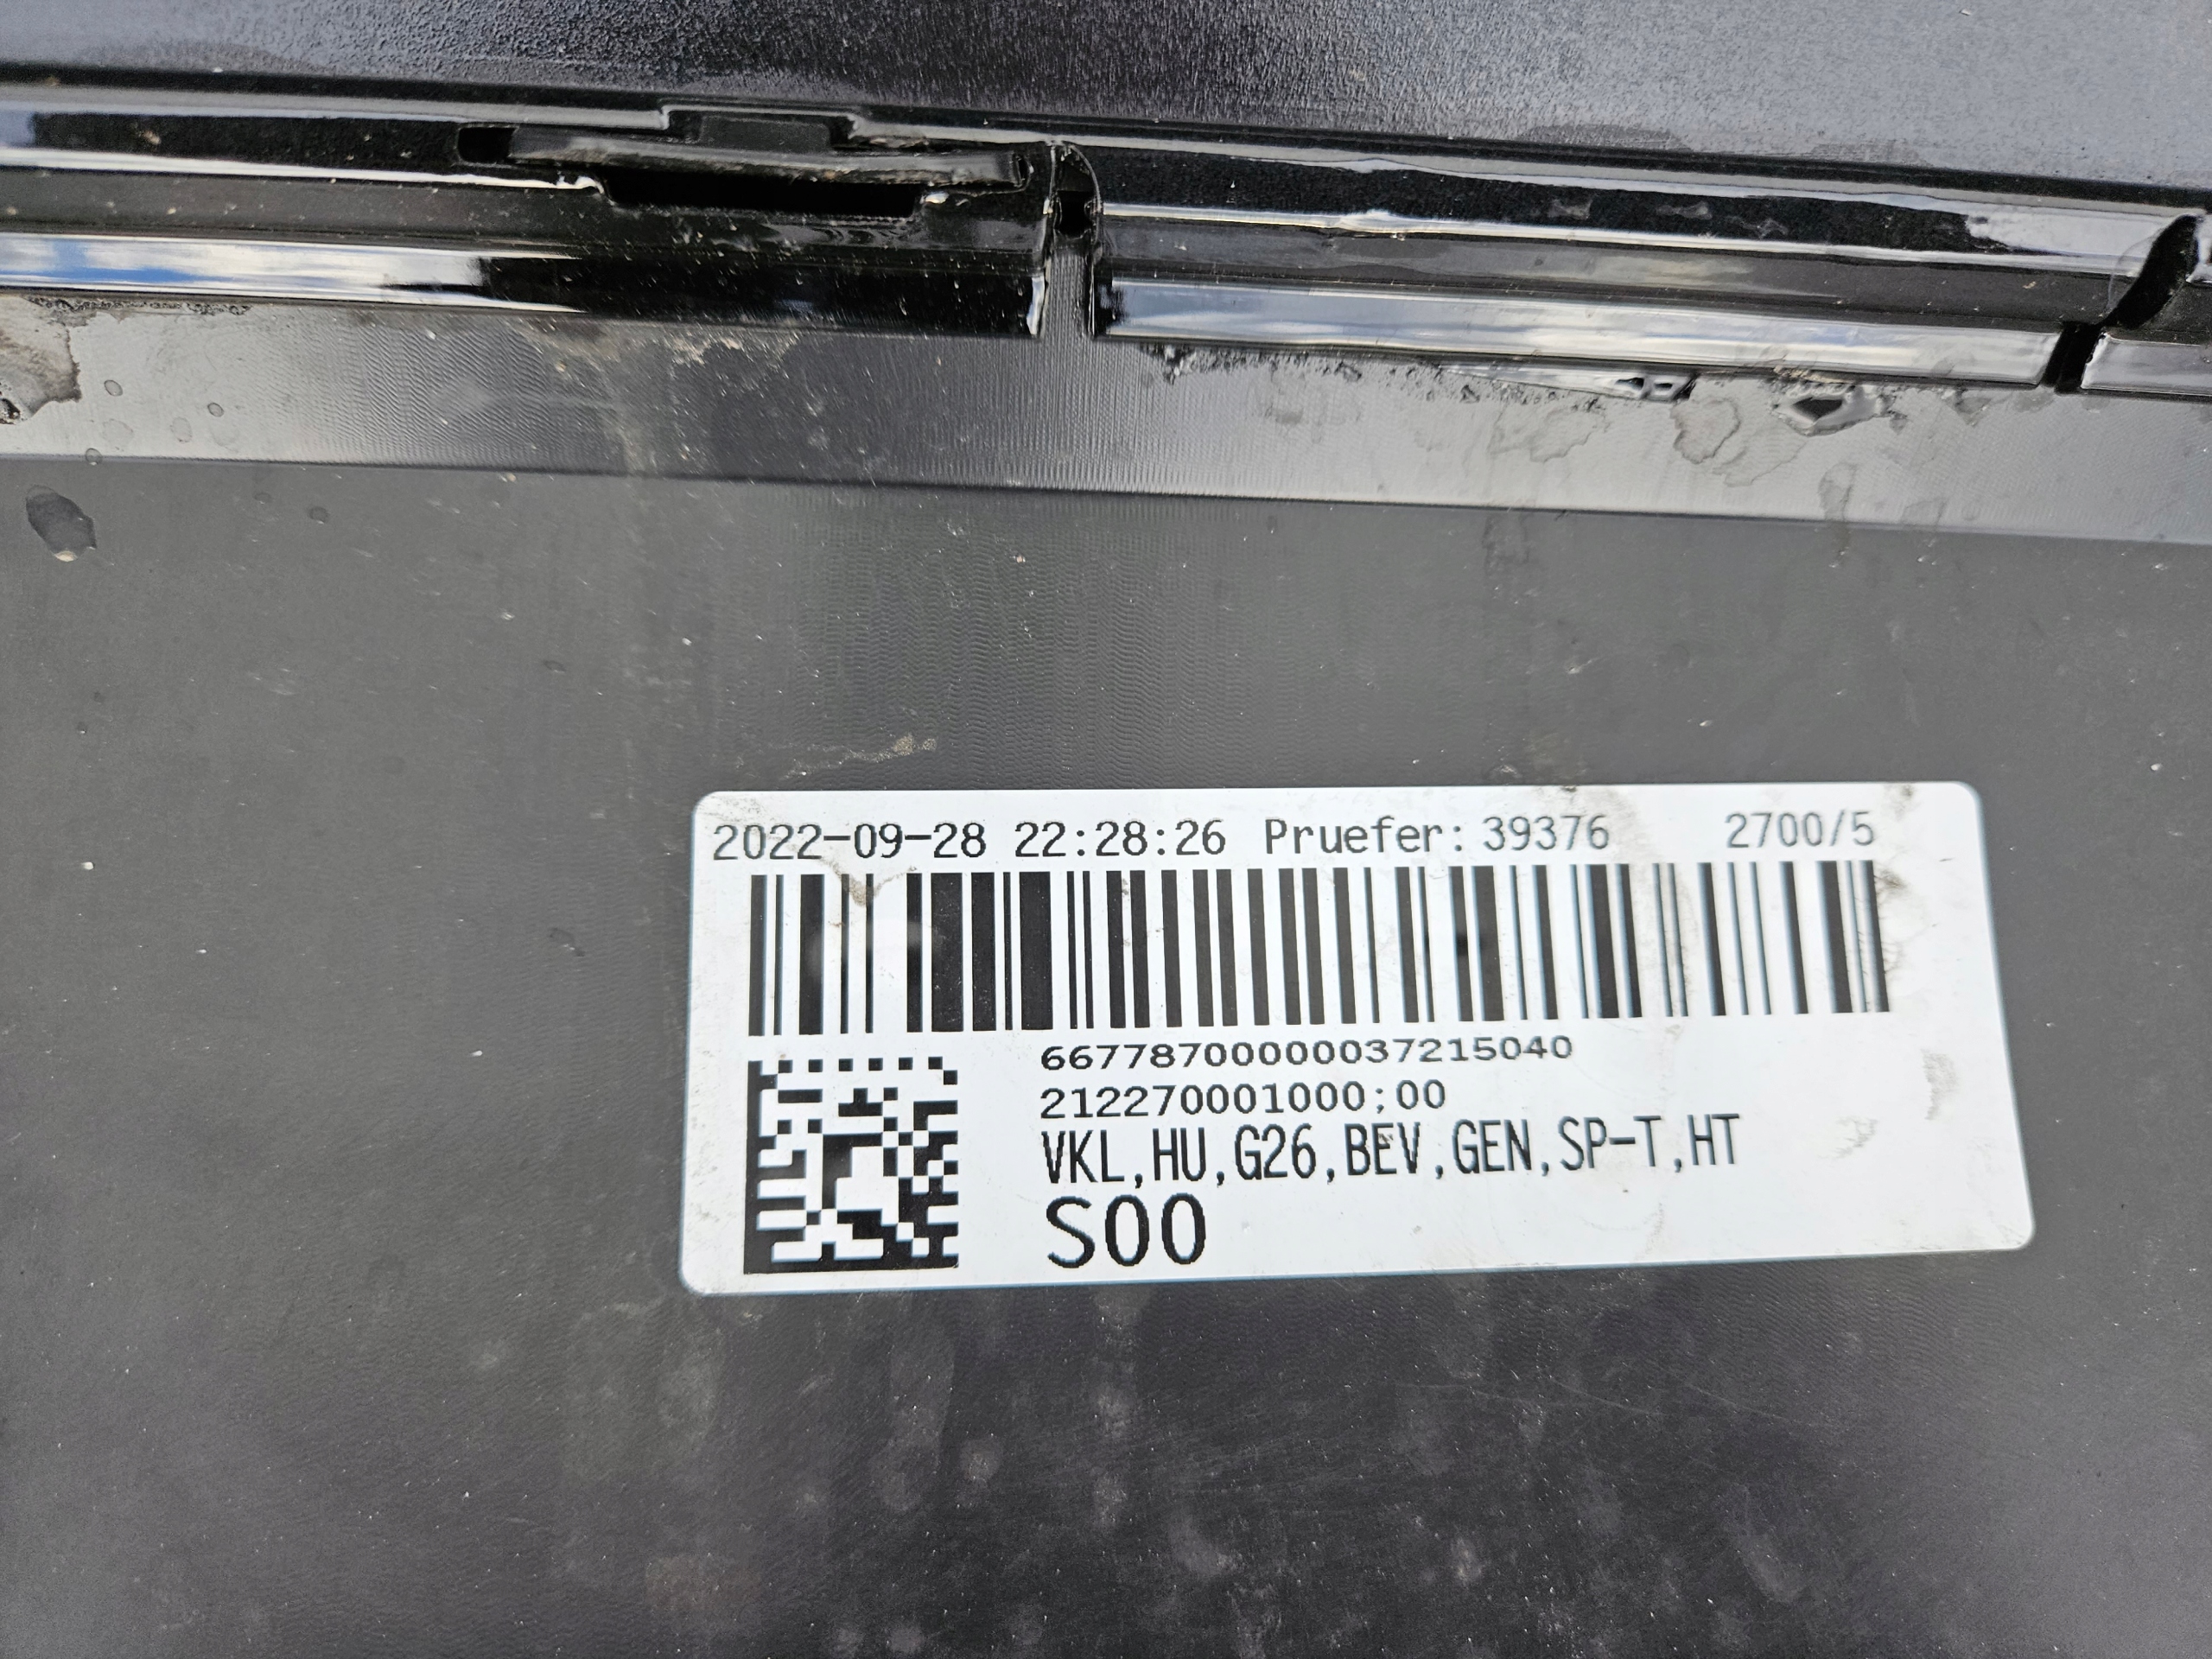 2022-09-28 22:28:26 Pruefer: 39376 2700/5
66778700000037215040
212270001000;00
VKL,HU,G26,BEV,GEN,SP-T,HT
S00